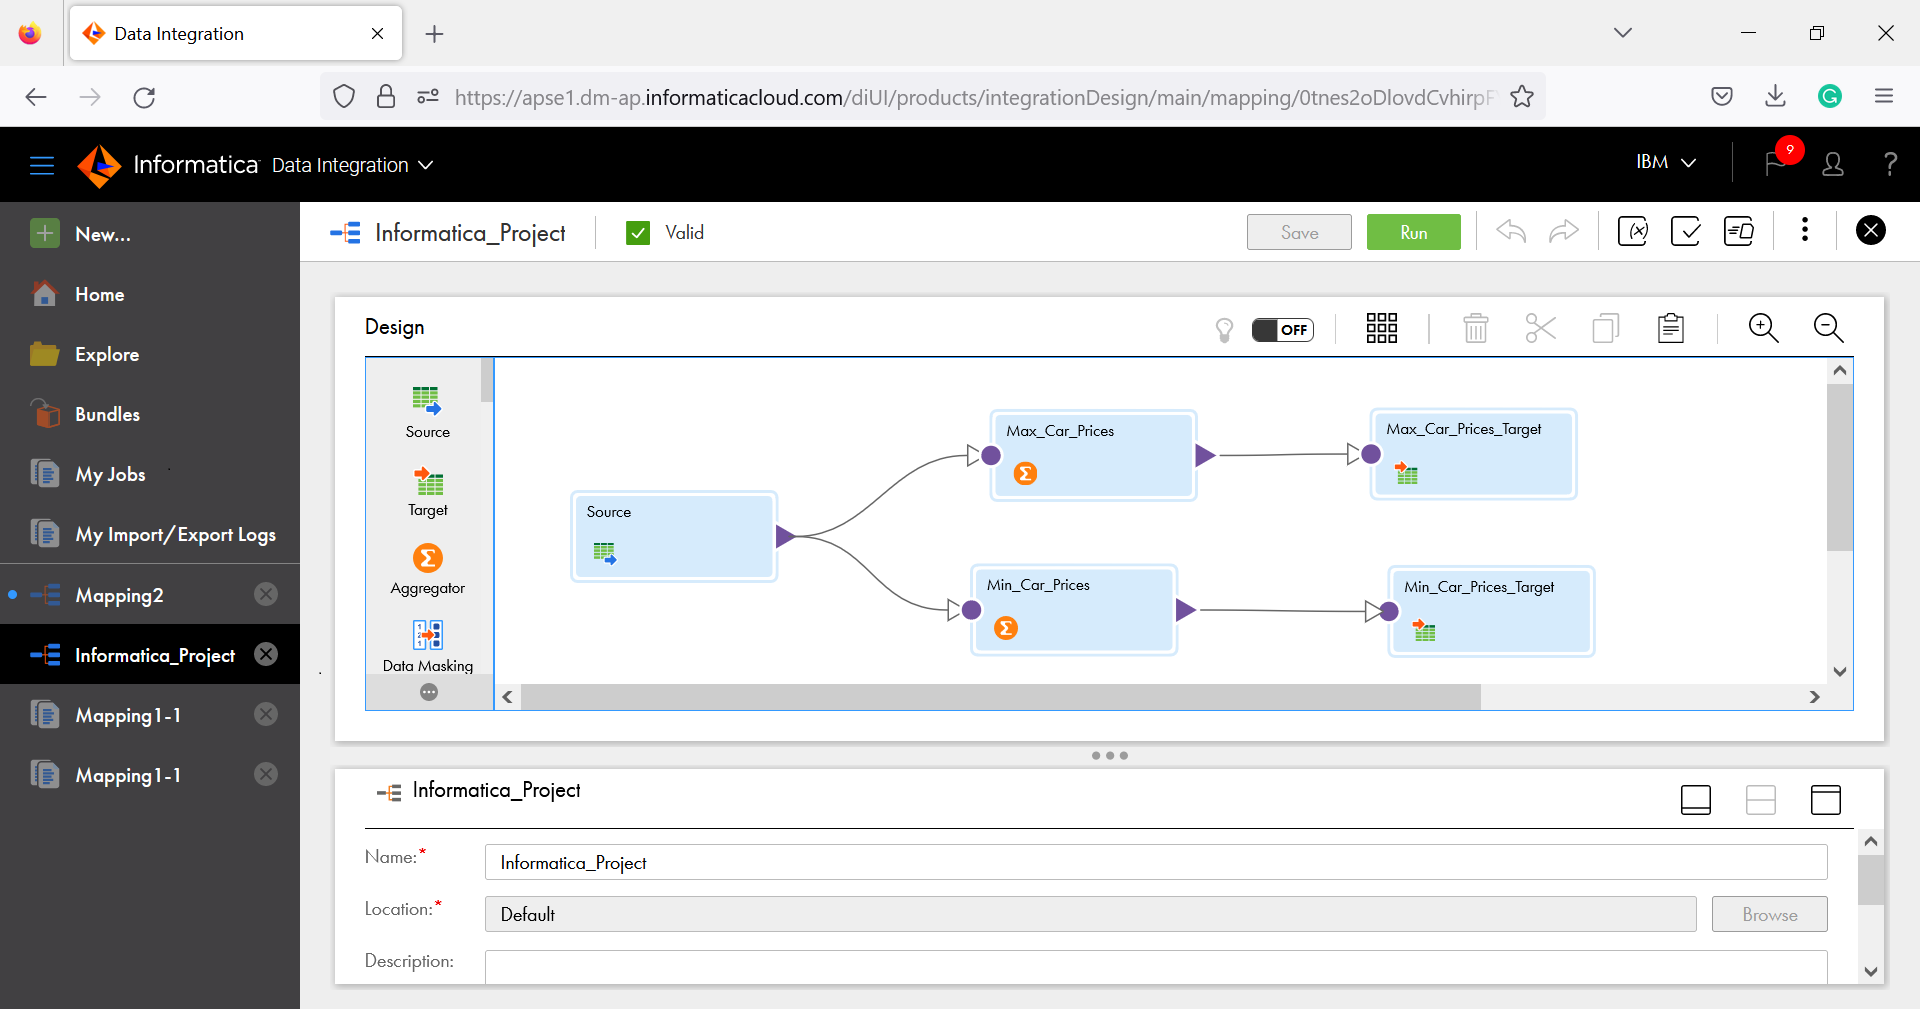 Data Integration
https://apse1.dm-ap.informaticacloud.com/diUI/products/integrationDesign/main/mapping/0tnes2oDlovdCvhirp
Informatica Data Integration
IBM
9
?
New...
Home
Explore
Bundles
My Jobs
My Import/Export Logs
Mapping2
Informatica_Project
Mapping1-1
Mapping1-1
Informatica_Project
Valid
Save
Run
Design
OFF
Source
Target
Aggregator
Data Masking
Source
Max_Car_Prices
Max_Car_Prices_Target
Min_Car_Prices
Min_Car_Prices_Target
Informatica_Project
Name:*
Informatica_Project
Location:*
Default
Browse
Description: